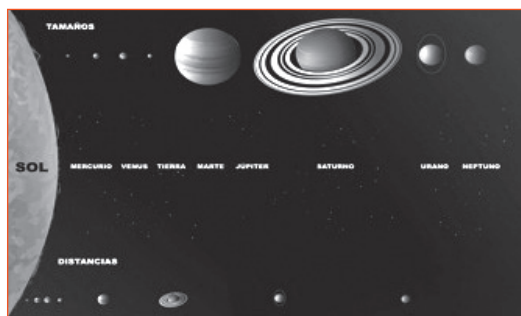 TAMAÑOS
SOL MERCURIO VENUS TIERRA MARTE JÚPITER SATURNO URANO NEPTUNO
DISTANCIAS